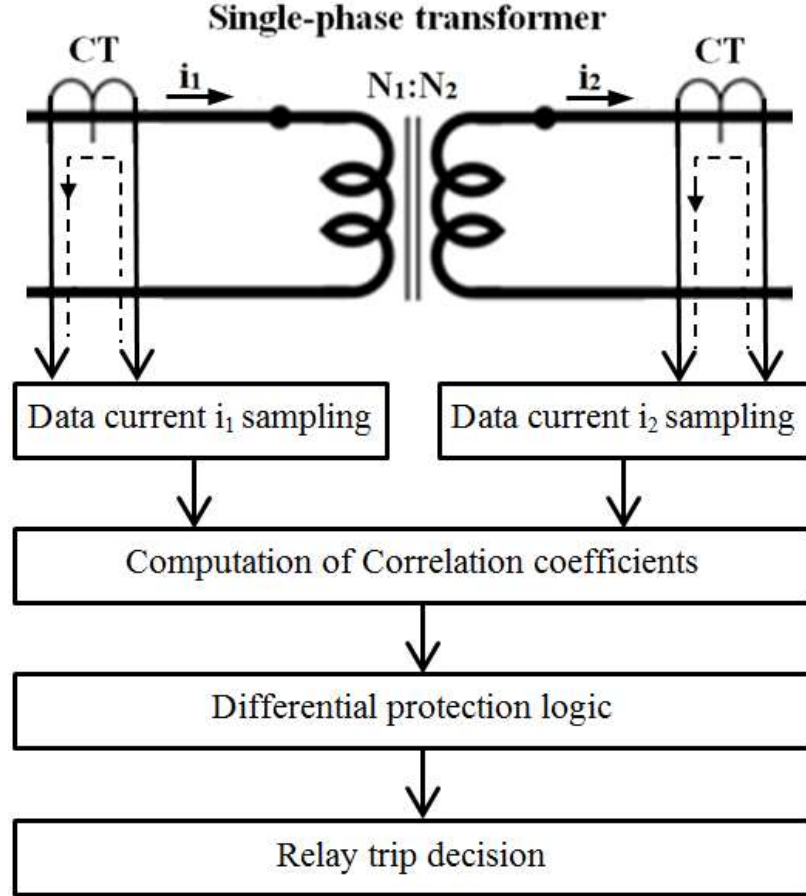 Single-phase transformer
CT
i₁
N₁:N₂
i₂
CT
Data current i₁ sampling
Data current i₂ sampling
Computation of Correlation coefficients
Differential protection logic
Relay trip decision